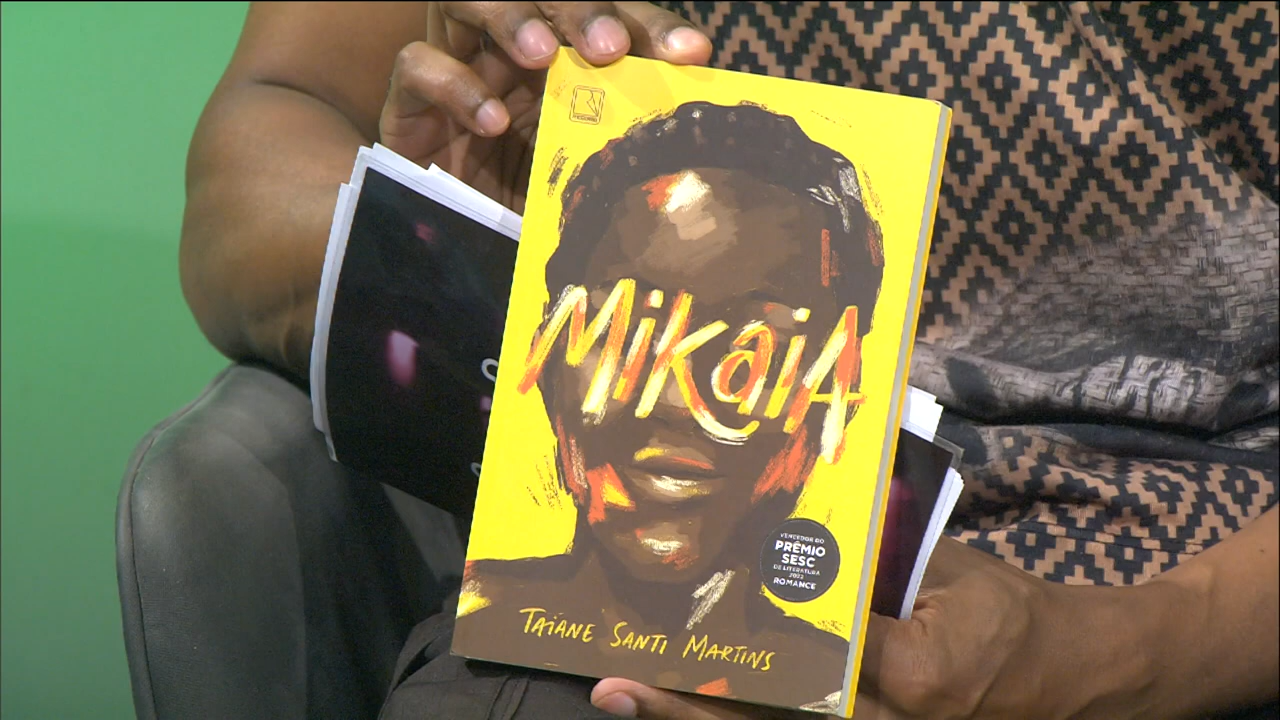 MikaiA
VENCEDOR DO
PRÊMIO
SESC
DE LITERATURA
2022
ROMANCE
TAIANE SANTI MARTINS